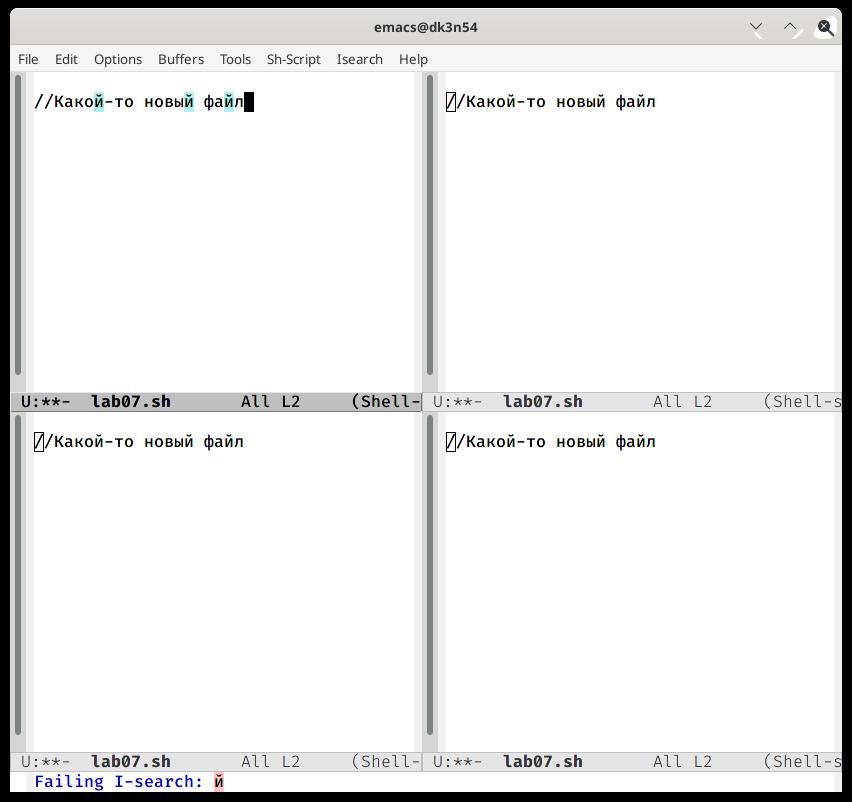 emacs@dk3n54
File Edit Options Buffers Tools Sh-Script Isearch Help
//Какой-то новый файл
//Какой-то новый файл
U:**- lab07.sh All L2 (Shell-
U:**- lab07.sh All L2 (Shell-s
//Какой-то новый файл
//Какой-то новый файл
U:**- lab07.sh All L2 (Shell-
U:**- lab07.sh All L2 (Shell-s
Failing I-search: й